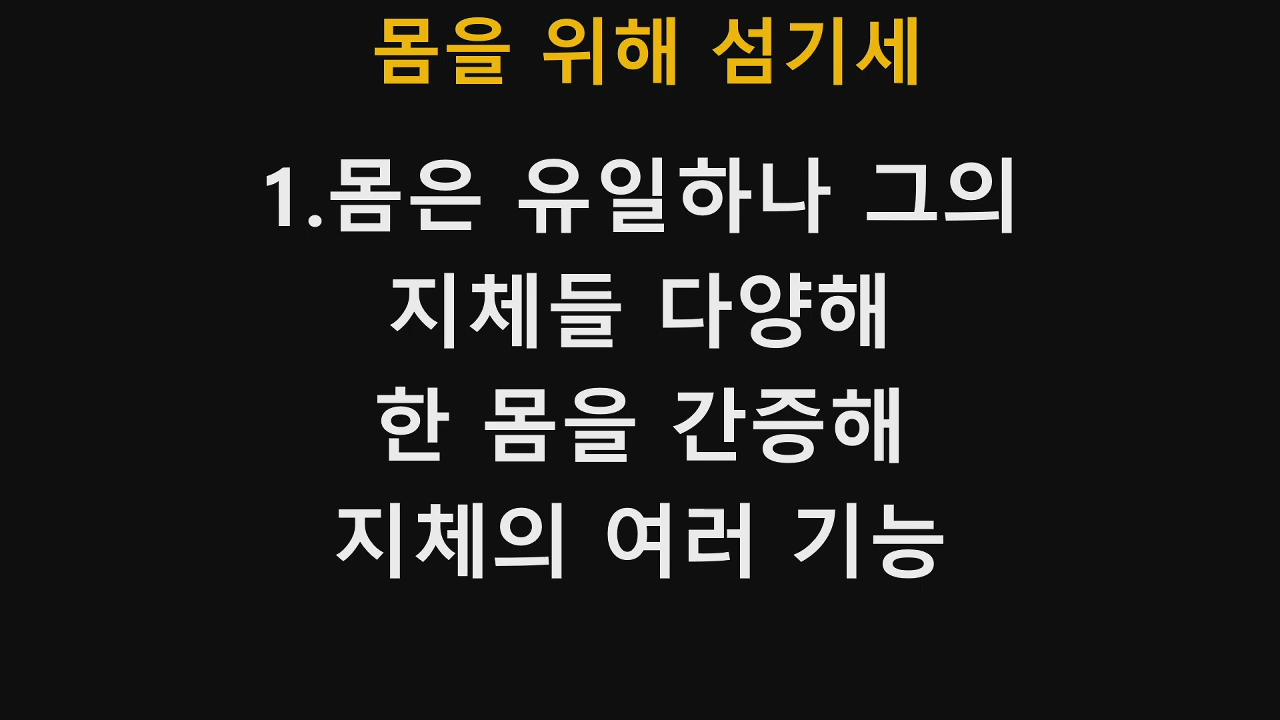 몸을 위해 섬기세
1.몸은 유일하나 그의
지체들 다양해
한 몸을 간증해
지체의 여러 기능